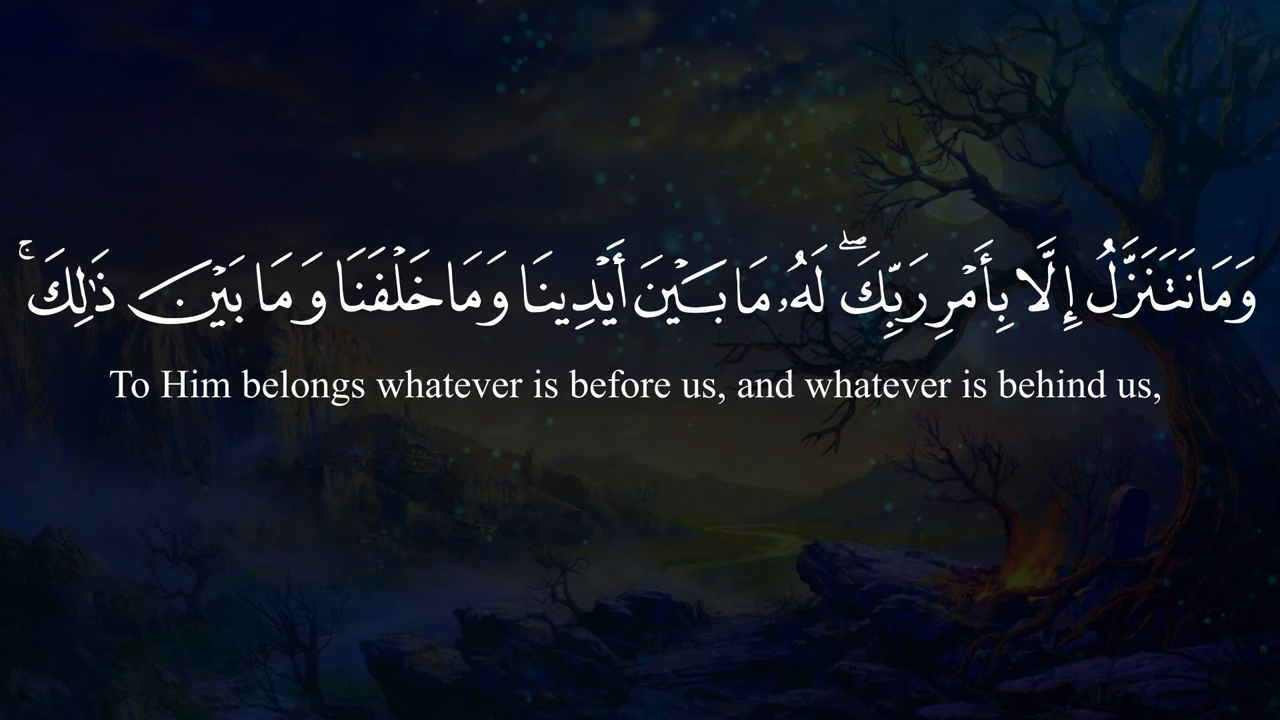 وَمَا نَتَنَزَّلُ إِلَّا بِأَمْرِ رَبِّكَ ۖ لَهُۥ مَا بَيْنَ أَيْدِينَا وَمَا خَلْفَنَا وَمَا بَيْنَ ذَٰلِكَ ۚ
To Him belongs whatever is before us, and whatever is behind us,